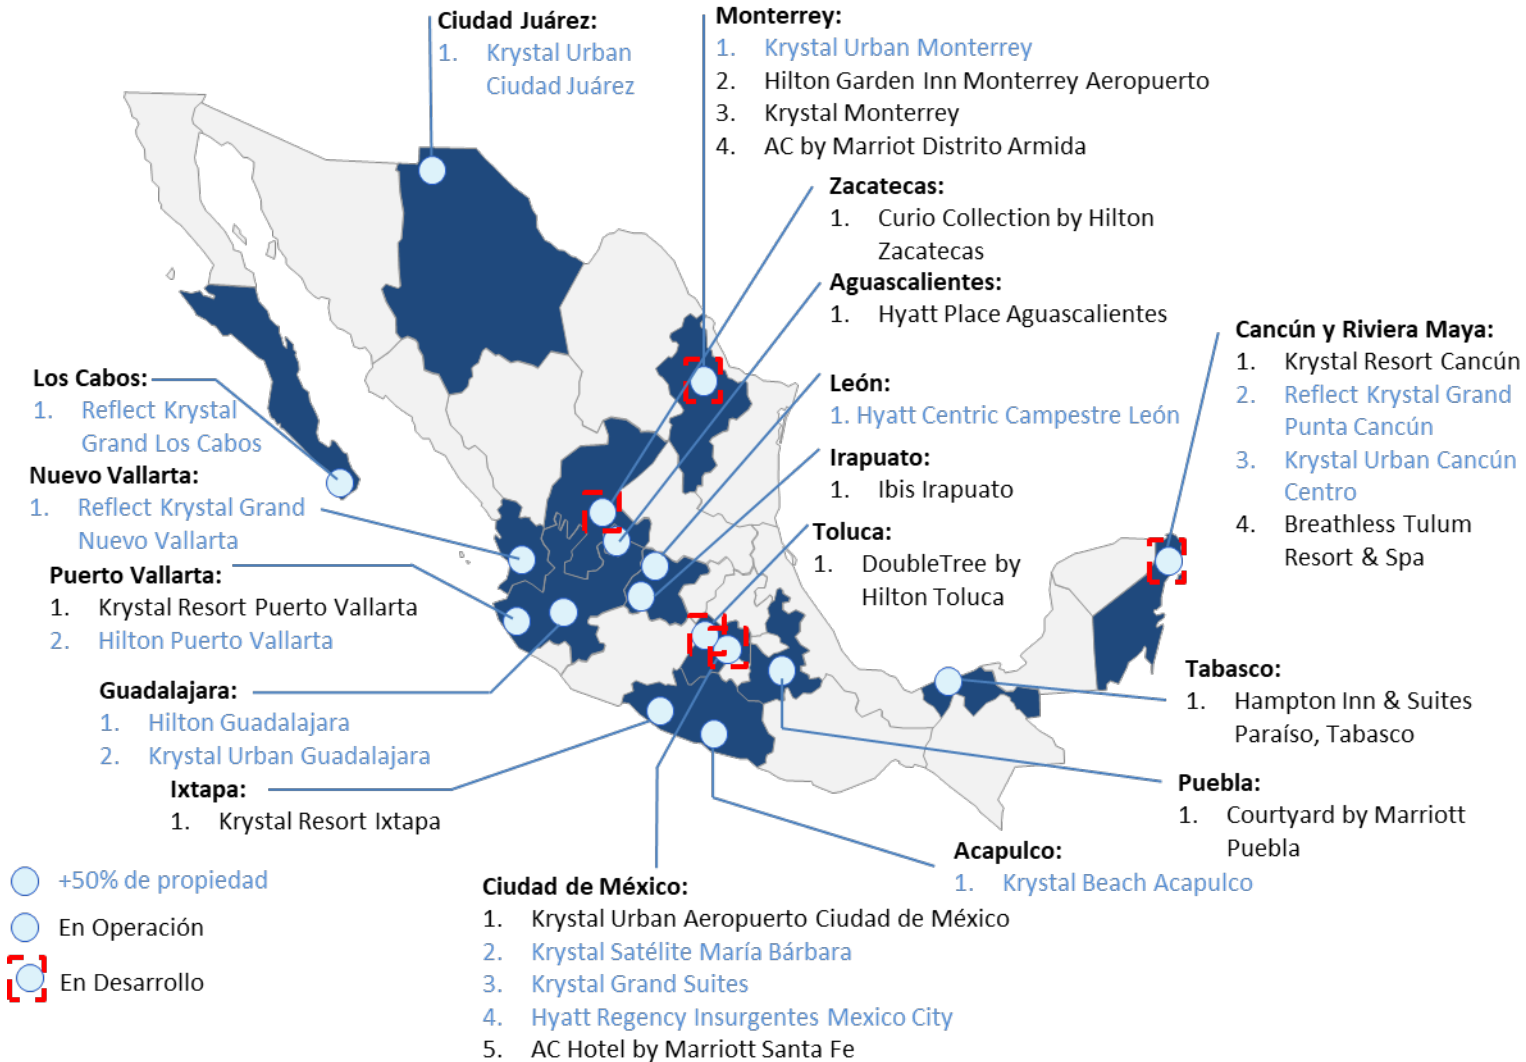 Ciudad Juárez:
1. Krystal Urban
Ciudad Juárez
Monterrey:
1. Krystal Urban Monterrey
2. Hilton Garden Inn Monterrey Aeropuerto
3. Krystal Monterrey
4. AC by Marriot Distrito Armida
Zacatecas:
1. Curio Collection by Hilton
Zacatecas
Aguascalientes:
1. Hyatt Place Aguascalientes
León:
1. Hyatt Centric Campestre León
Irapuato:
1. Ibis Irapuato
Toluca:
1. DoubleTree by
Hilton Toluca
Cancún y Riviera Maya:
1. Krystal Resort Cancún
2. Reflect Krystal Grand
Punta Cancún
3. Krystal Urban Cancún
Centro
4. Breathless Tulum
Resort & Spa
Los Cabos:
1. Reflect Krystal
Grand Los Cabos
Nuevo Vallarta:
1. Reflect Krystal Grand
Nuevo Vallarta
Puerto Vallarta:
1. Krystal Resort Puerto Vallarta
2. Hilton Puerto Vallarta
Guadalajara:
1. Hilton Guadalajara
2. Krystal Urban Guadalajara
Ixtapa:
1. Krystal Resort Ixtapa
Tabasco:
1. Hampton Inn & Suites
Paraíso, Tabasco
Puebla:
1. Courtyard by Marriott
Puebla
Acapulco:
1. Krystal Beach Acapulco
Ciudad de México:
1. Krystal Urban Aeropuerto Ciudad de México
2. Krystal Satélite María Bárbara
3. Krystal Grand Suites
4. Hyatt Regency Insurgentes Mexico City
5. AC Hotel by Marriott Santa Fe
+50% de propiedad
En Operación
En Desarrollo